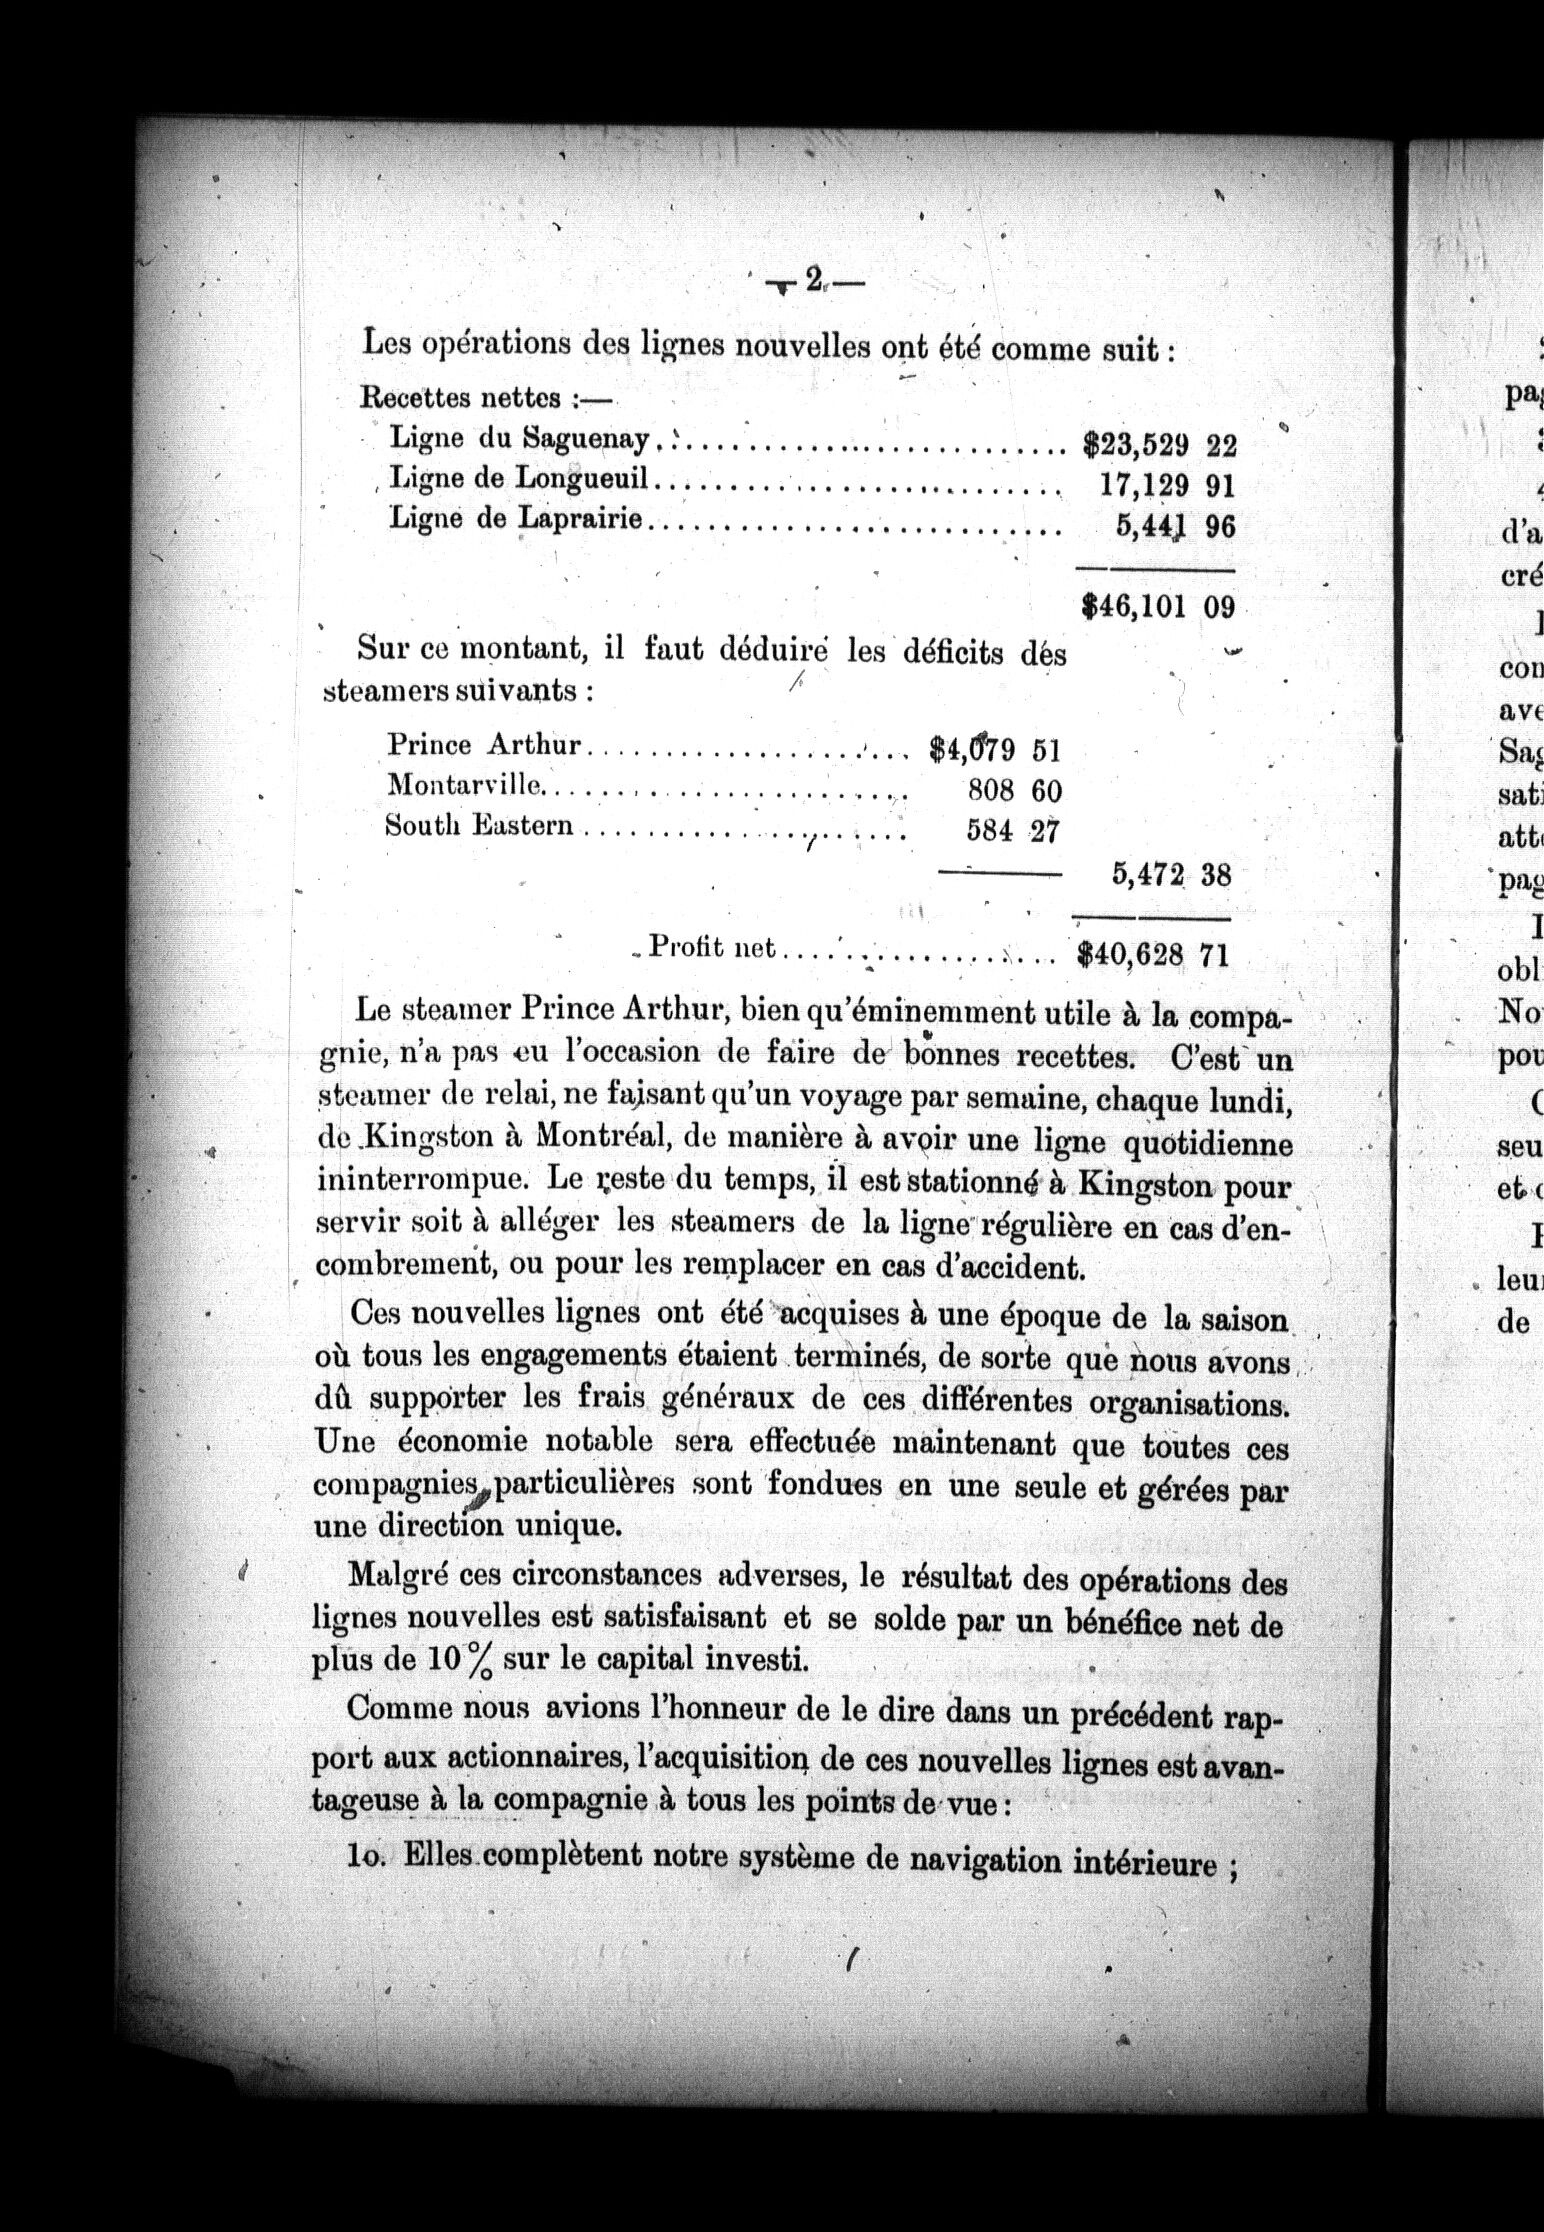 — 2 —
Les opérations des lignes nouvelles ont été comme suit :
Recettes nettes :—
Ligne du Saguenay.............................. $23,529 22
Ligne de Longueuil............................ 17,129 91
Ligne de Laprairie............................ 5,441 96
$46,101 09
Sur ce montant, il faut déduire les déficits des
steamers suivants :
Prince Arthur..................... $4,079 51
Montarville........................ 808 60
South Eastern..................... 584 27
5,472 38
Profit net.................. $40,628 71
Le steamer Prince Arthur, bien qu'éminemment utile à la compa-
gnie, n'a pas eu l'occasion de faire de bonnes recettes. C'est un
steamer de relai, ne faisant qu'un voyage par semaine, chaque lundi,
de Kingston à Montréal, de manière à avoir une ligne quotidienne
ininterrompue. Le reste du temps, il est stationné à Kingston pour
servir soit à alléger les steamers de la ligne régulière en cas d'en-
combrement, ou pour les remplacer en cas d'accident.
Ces nouvelles lignes ont été acquises à une époque de la saison
où tous les engagements étaient terminés, de sorte que nous avons
dû supporter les frais généraux de ces différentes organisations.
Une économie notable sera effectuée maintenant que toutes ces
compagnies particulières sont fondues en une seule et gérées par
une direction unique.
Malgré ces circonstances adverses, le résultat des opérations des
lignes nouvelles est satisfaisant et se solde par un bénéfice net de
plus de 10 % sur le capital investi.
Comme nous avions l'honneur de le dire dans un précédent rap-
port aux actionnaires, l'acquisition de ces nouvelles lignes est avan-
tageuse à la compagnie à tous les points de vue :
1o. Elles complètent notre système de navigation intérieure ;